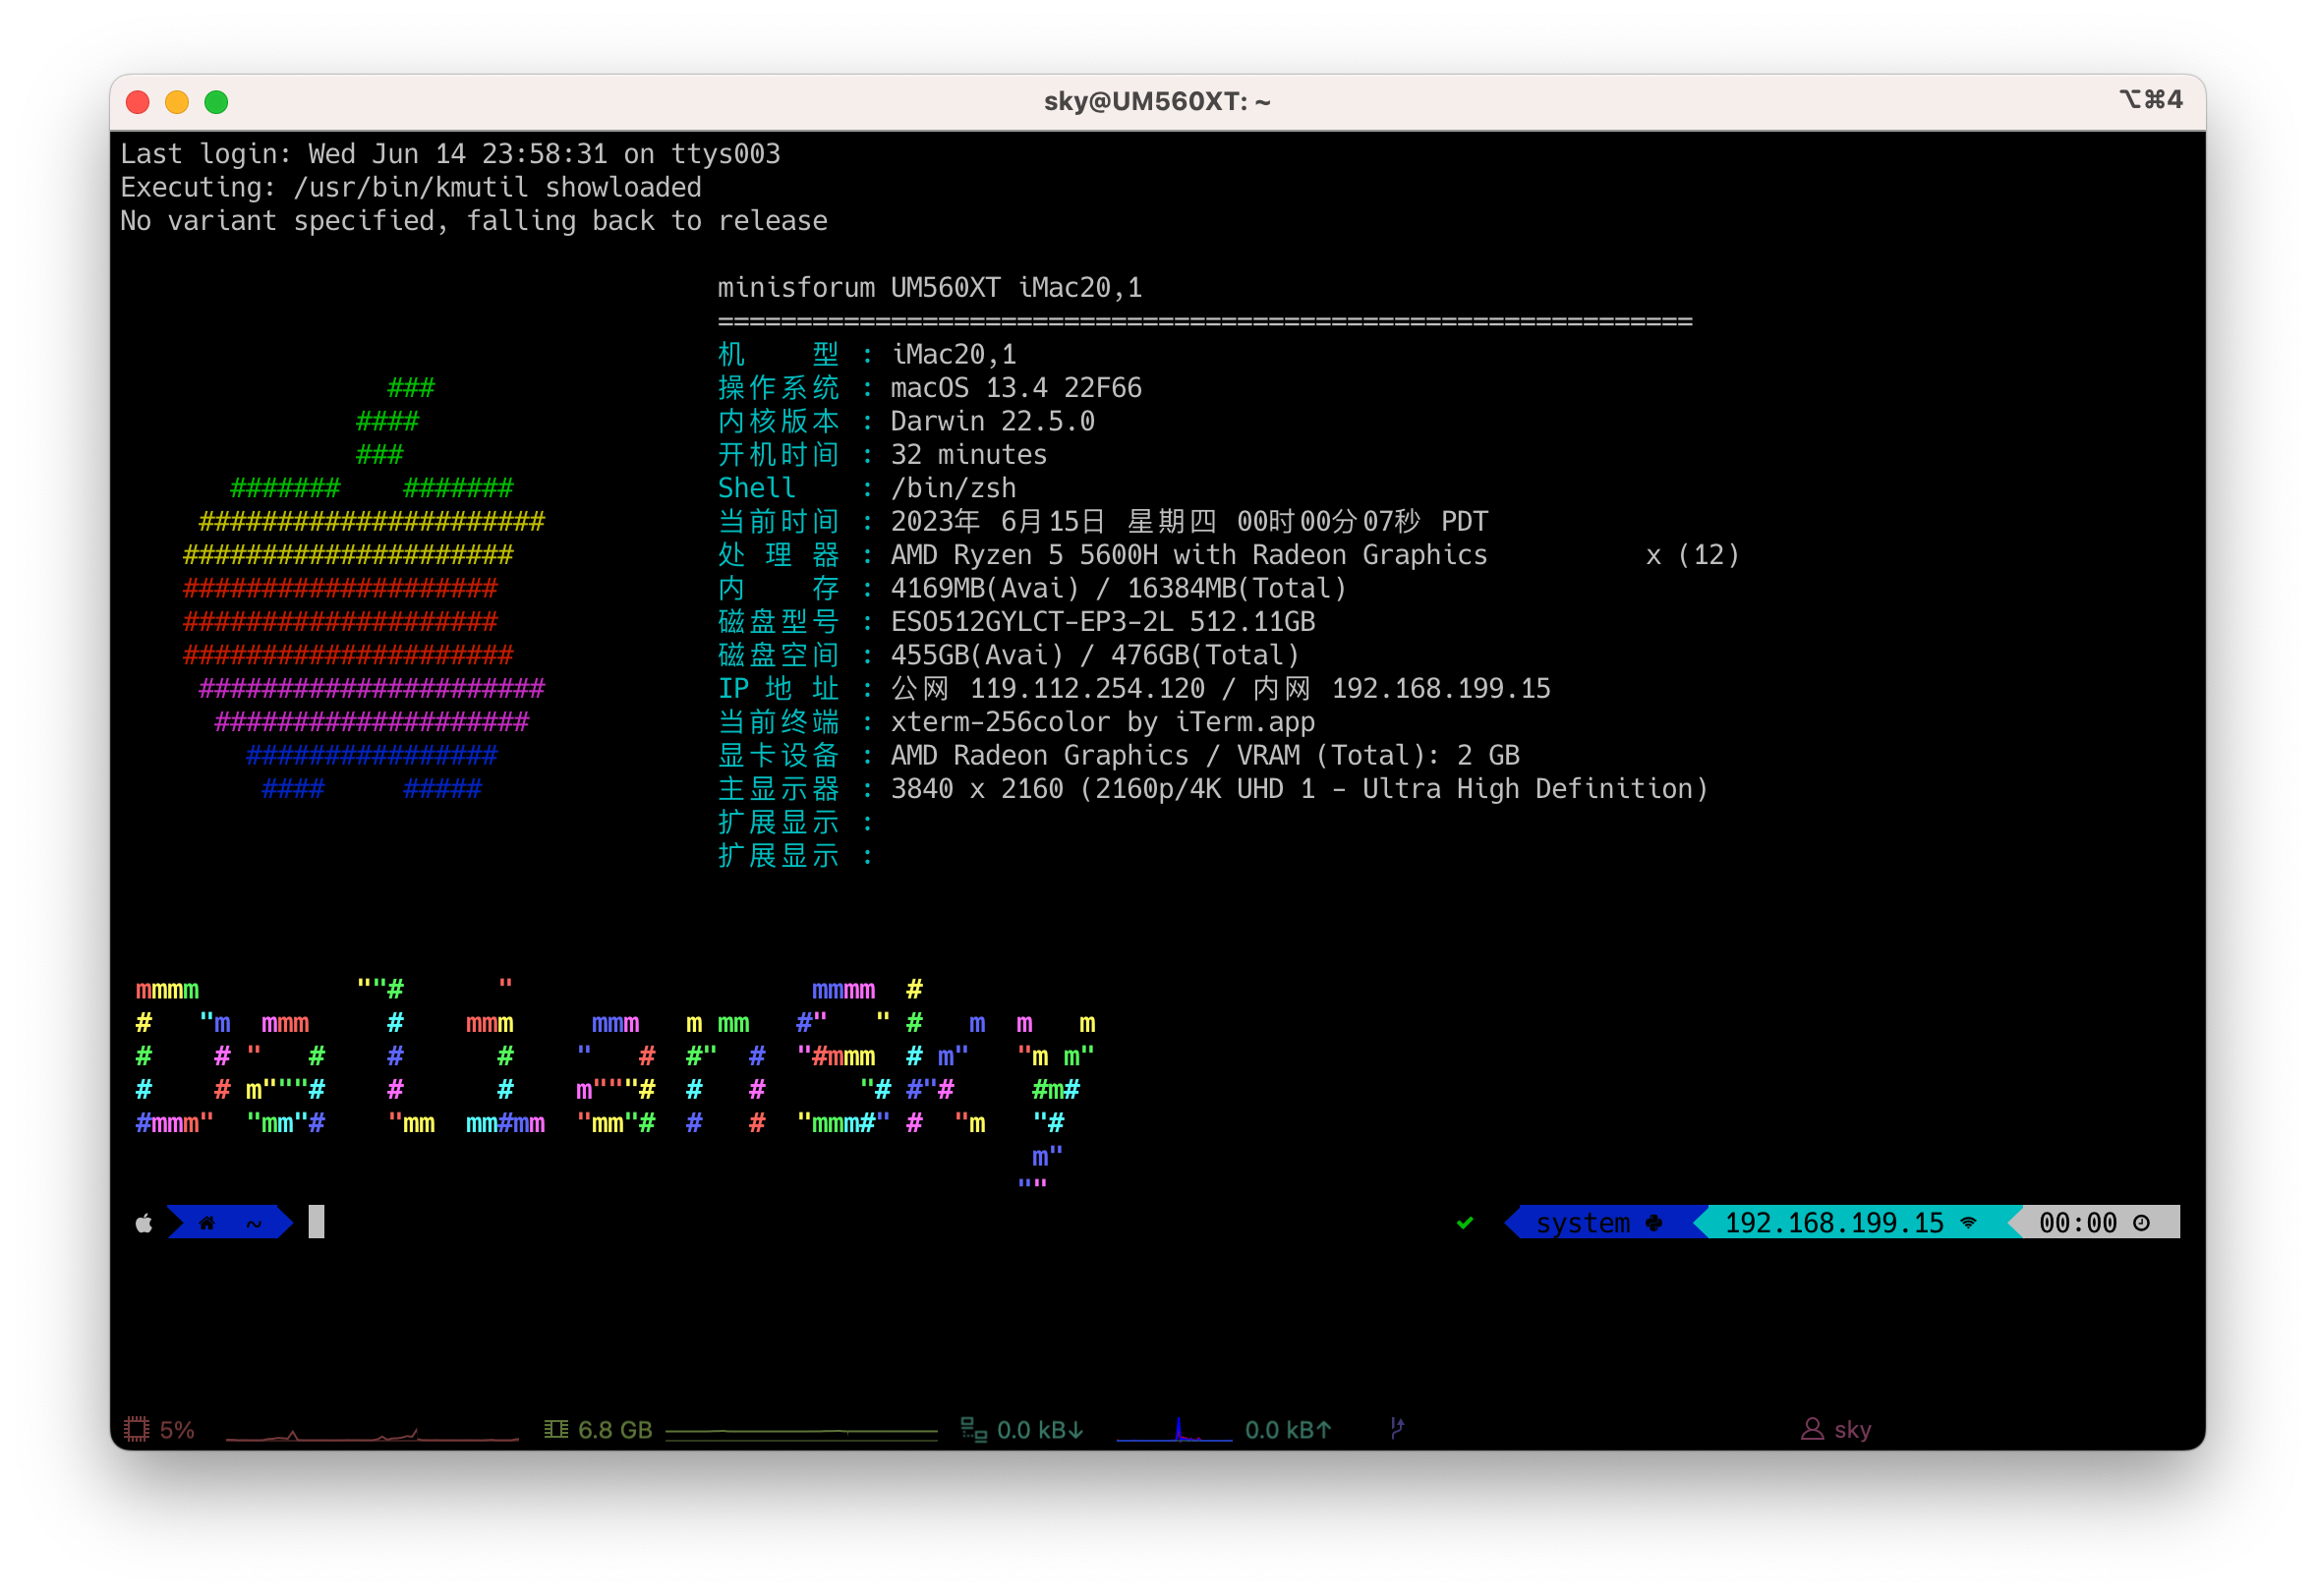 sky@UM560XT: ~
⌥⌘4
Last login: Wed Jun 14 23:58:31 on ttys003
Executing: /usr/bin/kmutil showloaded
No variant specified, falling back to release
minisforum UM560XT iMac20,1
==============================================================
机 型 : iMac20,1
操作系统 : macOS 13.4 22F66
内核版本 : Darwin 22.5.0
开机时间 : 32 minutes
Shell : /bin/zsh
当前时间 : 2023年 6月15日 星期四 00时00分07秒 PDT
处 理 器 : AMD Ryzen 5 5600H with Radeon Graphics x (12)
内 存 : 4169MB(Avai) / 16384MB(Total)
磁盘型号 : ESO512GYLCT-EP3-2L 512.11GB
磁盘空间 : 455GB(Avai) / 476GB(Total)
IP 地 址 : 公网 119.112.254.120 / 内网 192.168.199.15
当前终端 : xterm-256color by iTerm.app
显卡设备 : AMD Radeon Graphics / VRAM (Total): 2 GB
主显示器 : 3840 x 2160 (2160p/4K UHD 1 - Ultra High Definition)
扩展显示 :
扩展显示 :
DalianSky
~
system 192.168.199.15 00:00
5% 6.8 GB 0.0 kB↓ 0.0 kB↑ sky